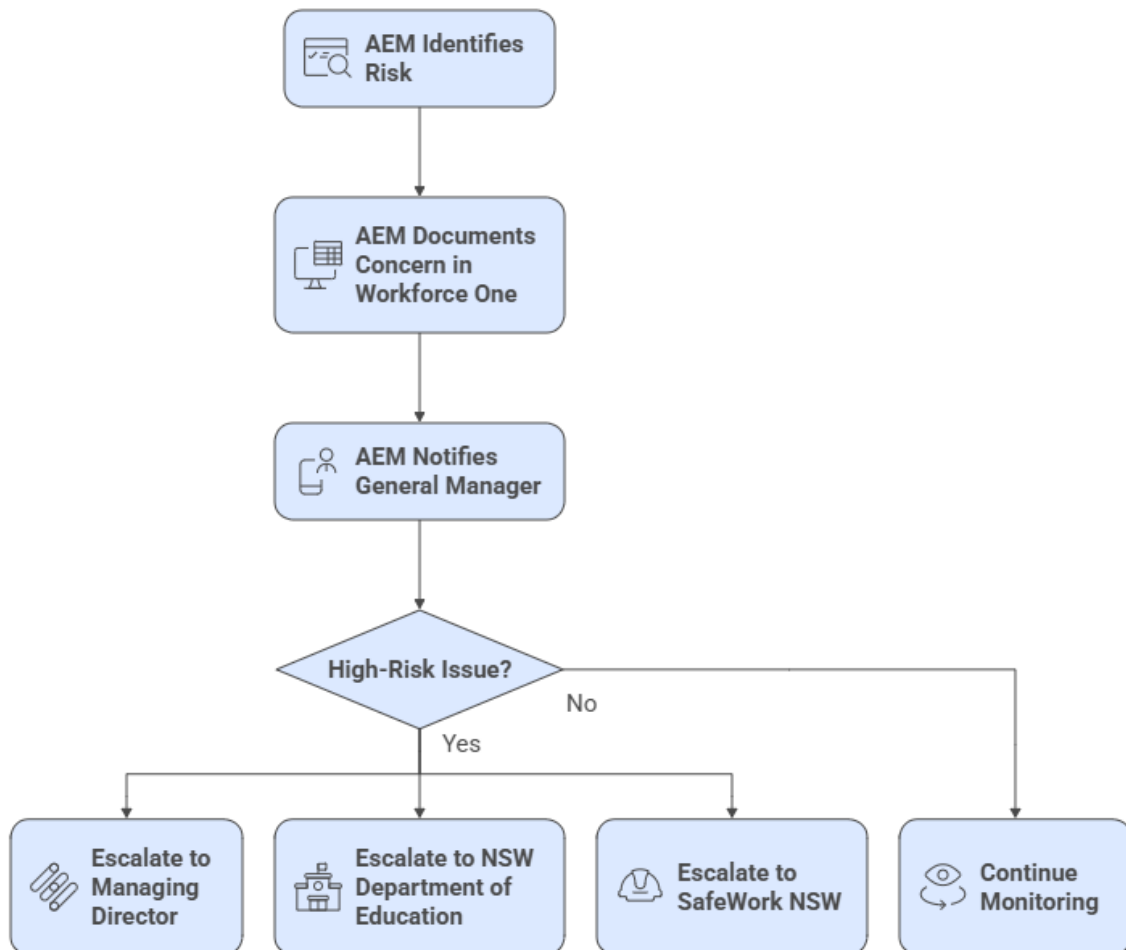 AEM Identifies
Risk
AEM Documents
Concern in
Workforce One
AEM Notifies
General Manager
High-Risk Issue?
No
Yes
Escalate to
Managing
Director
Escalate to NSW
Department of
Education
Escalate to
SafeWork NSW
Continue
Monitoring